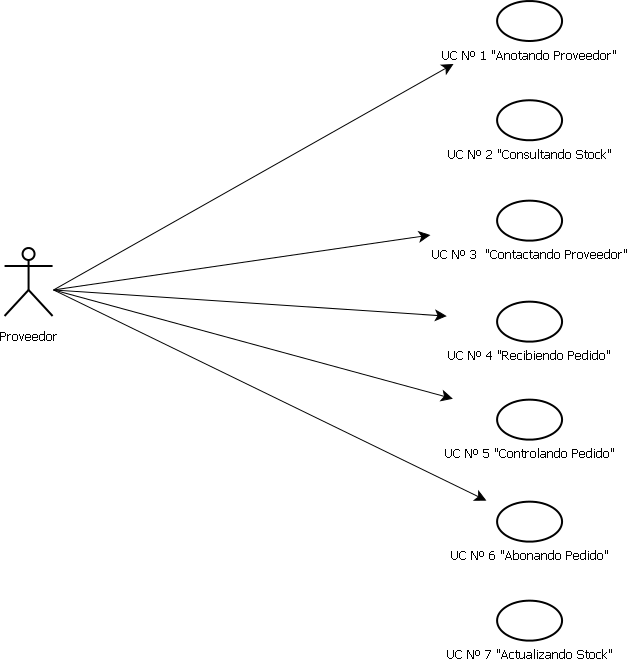 UC Nº 1 "Anotando Proveedor"
UC Nº 2 "Consultando Stock"
UC Nº 3 "Contactando Proveedor"
Proveedor
UC Nº 4 "Recibiendo Pedido"
UC Nº 5 "Controlando Pedido"
UC Nº 6 "Abonando Pedido"
UC Nº 7 "Actualizando Stock"